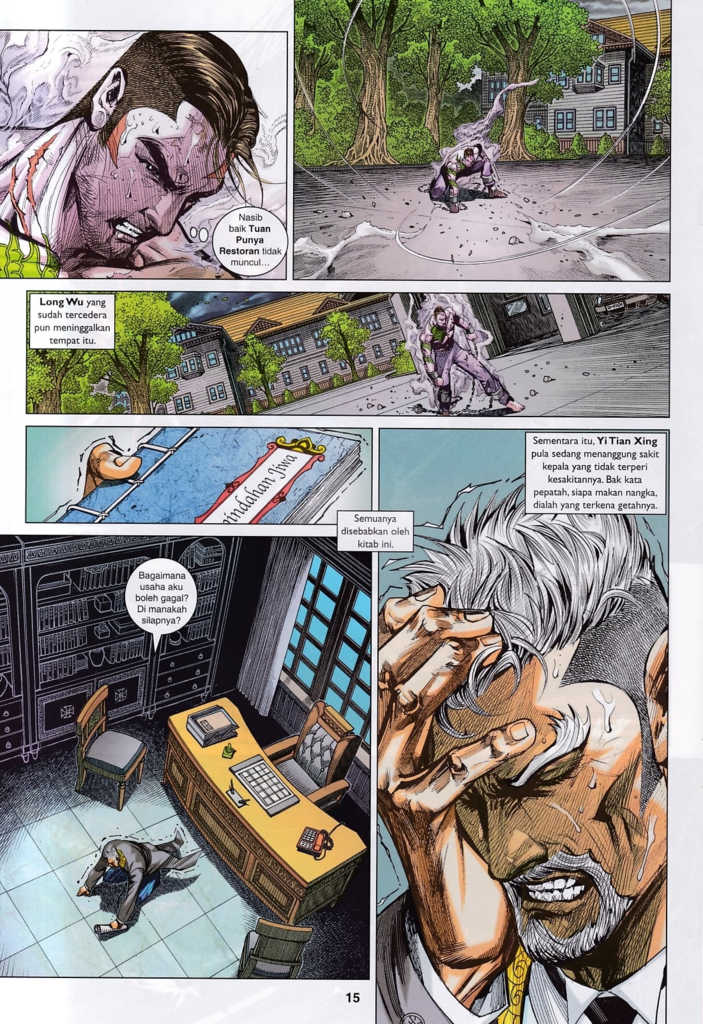 Nasib
baik Tuan
Punya
Restoran tidak
muncul...
Long Wu yang
sudah tercedera
pun meninggalkan
tempat itu.
indahan Jiwa
Semuanya
disebabkan oleh
kitab ini.
Sementara itu, Yi Tian Xing
pula sedang menanggung sakit
kepala yang tidak terperi
kesakitannya. Bak kata
pepatah, siapa makan nangka,
dialah yang terkena getahnya.
Bagaimana
usaha aku
boleh gagal?
Di manakah
silapnya?
15